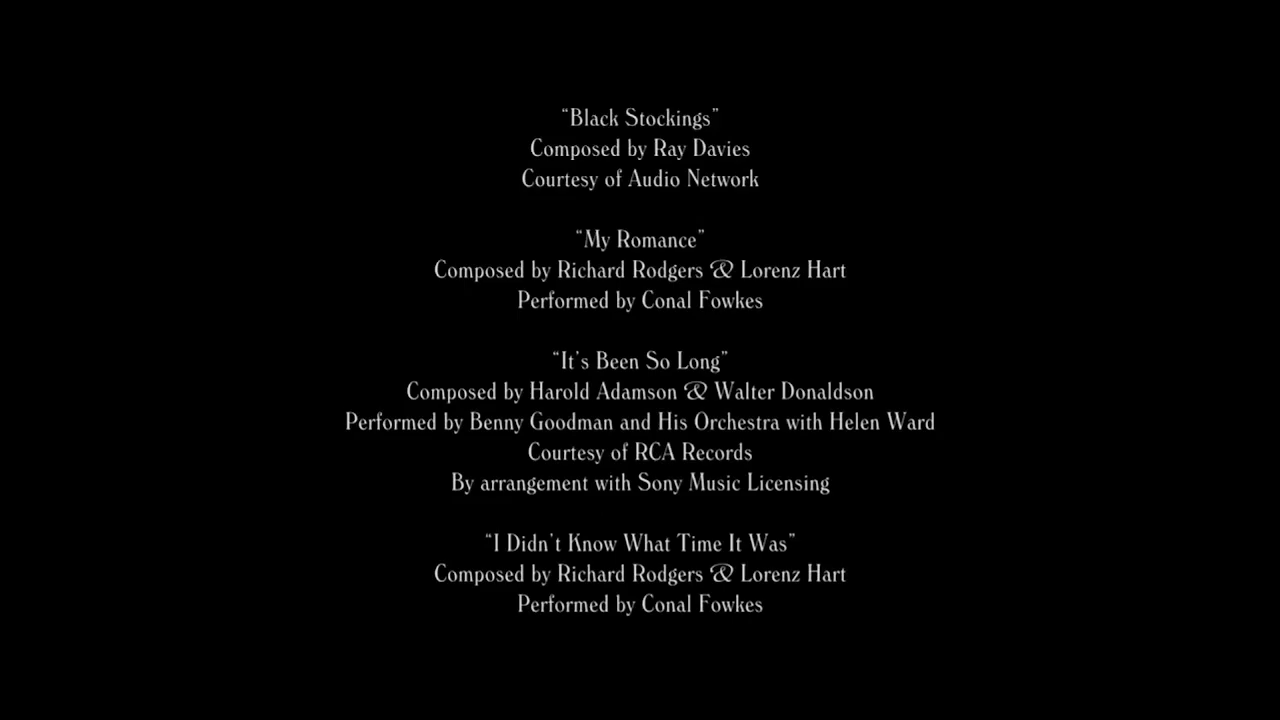 “Black Stockings”
Composed by Ray Davies
Courtesy of Audio Network
“My Romance”
Composed by Richard Rodgers & Lorenz Hart
Performed by Conal Fowkes
“It’s Been So Long”
Composed by Harold Adamson & Walter Donaldson
Performed by Benny Goodman and His Orchestra with Helen Ward
Courtesy of RCA Records
By arrangement with Sony Music Licensing
“I Didn’t Know What Time It Was”
Composed by Richard Rodgers & Lorenz Hart
Performed by Conal Fowkes